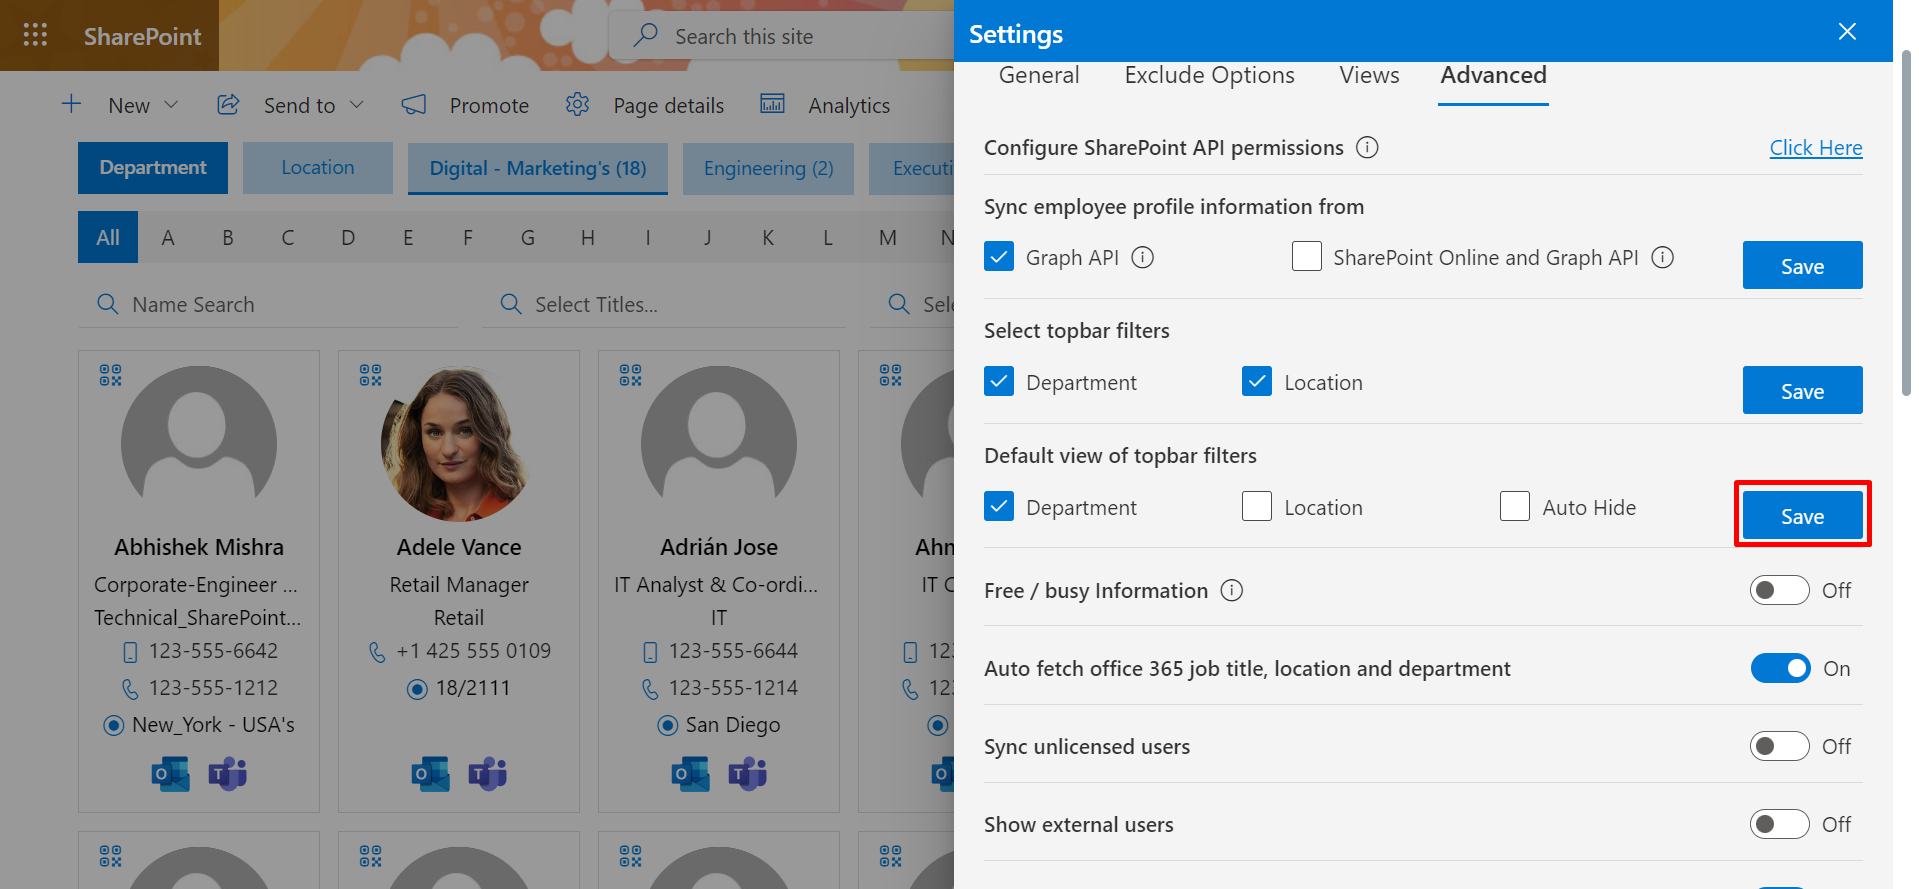 SharePoint
Search this site
New
Send to
Promote
Page details
Analytics
Department
Location
Digital - Marketing's (18)
Engineering (2)
Executi
All A B C D E F G H I J K L M N
Name Search
Select Titles...
Sel
Abhishek Mishra
Corporate-Engineer ...
Technical_SharePoint...
123-555-6642
123-555-1212
New_York - USA's
Adele Vance
Retail Manager
Retail
+1 425 555 0109
18/2111
Adrián Jose
IT Analyst & Co-ordi...
IT
123-555-6644
123-555-1214
San Diego
Ahm
IT C
123
123
Settings
General
Exclude Options
Views
Advanced
Configure SharePoint API permissions
Click Here
Sync employee profile information from
Graph API
SharePoint Online and Graph API
Save
Select topbar filters
Department
Location
Save
Default view of topbar filters
Department
Location
Auto Hide
Save
Free / busy Information
Off
Auto fetch office 365 job title, location and department
On
Sync unlicensed users
Off
Show external users
Off